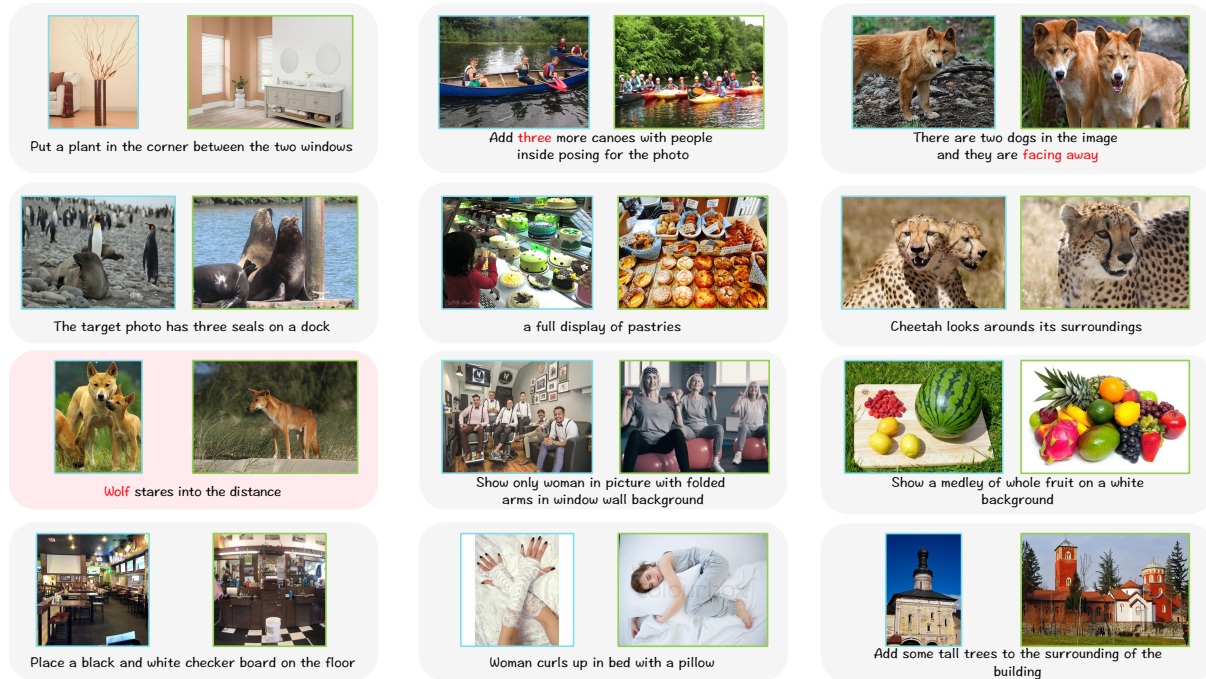 Put a plant in the corner between the two windows
Add three more canoes with people
inside posing for the photo
There are two dogs in the image
and they are facing away
The target photo has three seals on a dock
a full display of pastries
Cheetah looks arounds its surroundings
Wolf stares into the distance
Show only woman in picture with folded
arms in window wall background
Show a medley of whole fruit on a white
background
Place a black and white checker board on the floor
Woman curls up in bed with a pillow
Add some tall trees to the surrounding of the
building